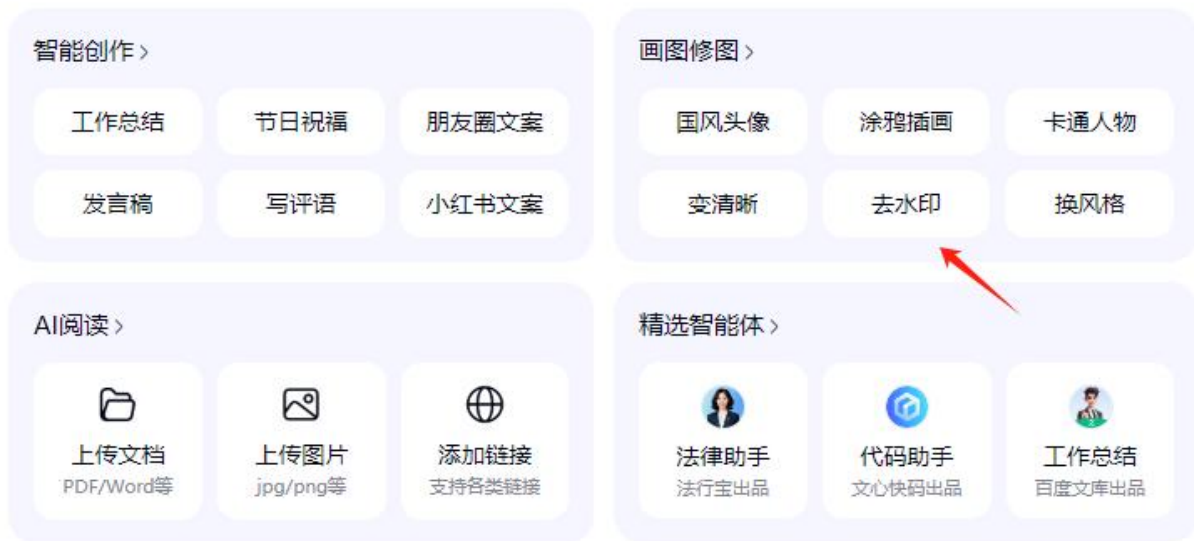 智能创作>
工作总结
节日祝福
朋友圈文案
发言稿
写评语
小红书文案
画图修图>
国风头像
涂鸦插画
卡通人物
变清晰
去水印
换风格
AI阅读>
上传文档
PDF/Word等
上传图片
jpg/png等
添加链接
支持各类链接
精选智能体>
法律助手
法行宝出品
代码助手
文心快码出品
工作总结
百度文库出品